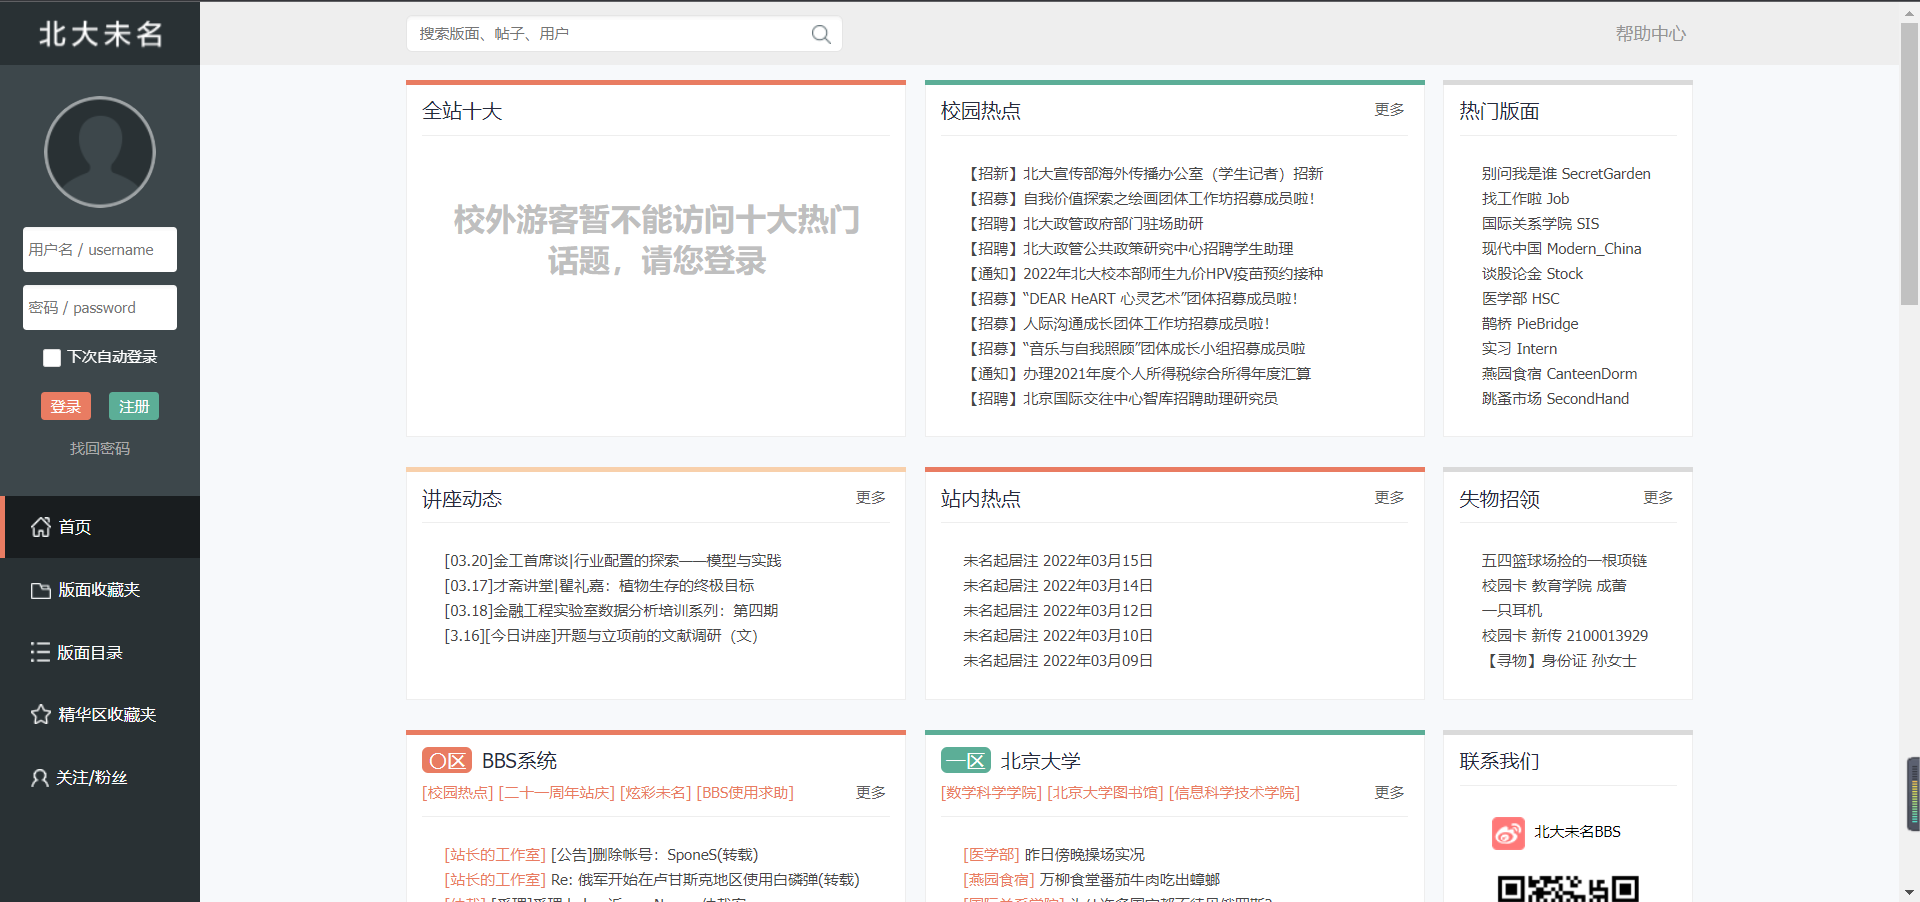 北大未名
搜索版面、帖子、用户
帮助中心
用户名 / username
密码 / password
下次自动登录
登录 注册
找回密码
首页
版面收藏夹
版面目录
精华区收藏夹
关注/粉丝
全站十大
校外游客暂不能访问十大热门
话题，请您登录
校园热点 更多
【招新】北大宣传部海外传播办公室（学生记者）招新
【招募】自我价值探索之绘画团体工作坊招募成员啦！
【招聘】北大政管政府部门驻场助研
【招聘】北大政管公共政策研究中心招聘学生助理
【通知】2022年北大校本部师生九价HPV疫苗预约接种
【招募】“DEAR HeART 心灵艺术”团体招募成员啦！
【招募】人际沟通成长团体工作坊招募成员啦！
【招募】“音乐与自我照顾”团体成长小组招募成员啦
【通知】办理2021年度个人所得税综合所得年度汇算
【招聘】北京国际交往中心智库招聘助理研究员
热门版面
别问我是谁 SecretGarden
找工作啦 Job
国际关系学院 SIS
现代中国 Modern_China
谈股论金 Stock
医学部 HSC
鹊桥 PieBridge
实习 Intern
燕园食宿 CanteenDorm
跳蚤市场 SecondHand
讲座动态 更多
[03.20]金工首席谈|行业配置的探索——模型与实践
[03.17]才斋讲堂|瞿礼嘉：植物生存的终极目标
[03.18]金融工程实验室数据分析培训系列：第四期
[3.16][今日讲座]开题与立项前的文献调研（文）
站内热点 更多
未名起居注 2022年03月15日
未名起居注 2022年03月14日
未名起居注 2022年03月12日
未名起居注 2022年03月10日
未名起居注 2022年03月09日
失物招领 更多
五四篮球场捡的一根项链
校园卡 教育学院 成蕾
一只耳机
校园卡 新传 2100013929
【寻物】身份证 孙女士
〇区 BBS系统
[校园热点] [二十一周年站庆] [炫彩未名] [BBS使用求助] 更多
[站长的工作室] [公告]删除帐号：SponeS(转载)
[站长的工作室] Re: 俄军开始在卢甘斯克地区使用白磷弹(转载)
一区 北京大学
[数学科学学院] [北京大学图书馆] [信息科学技术学院] 更多
[医学部] 昨日傍晚操场实况
[燕园食宿] 万柳食堂番茄牛肉吃出蟑螂
联系我们
北大未名BBS